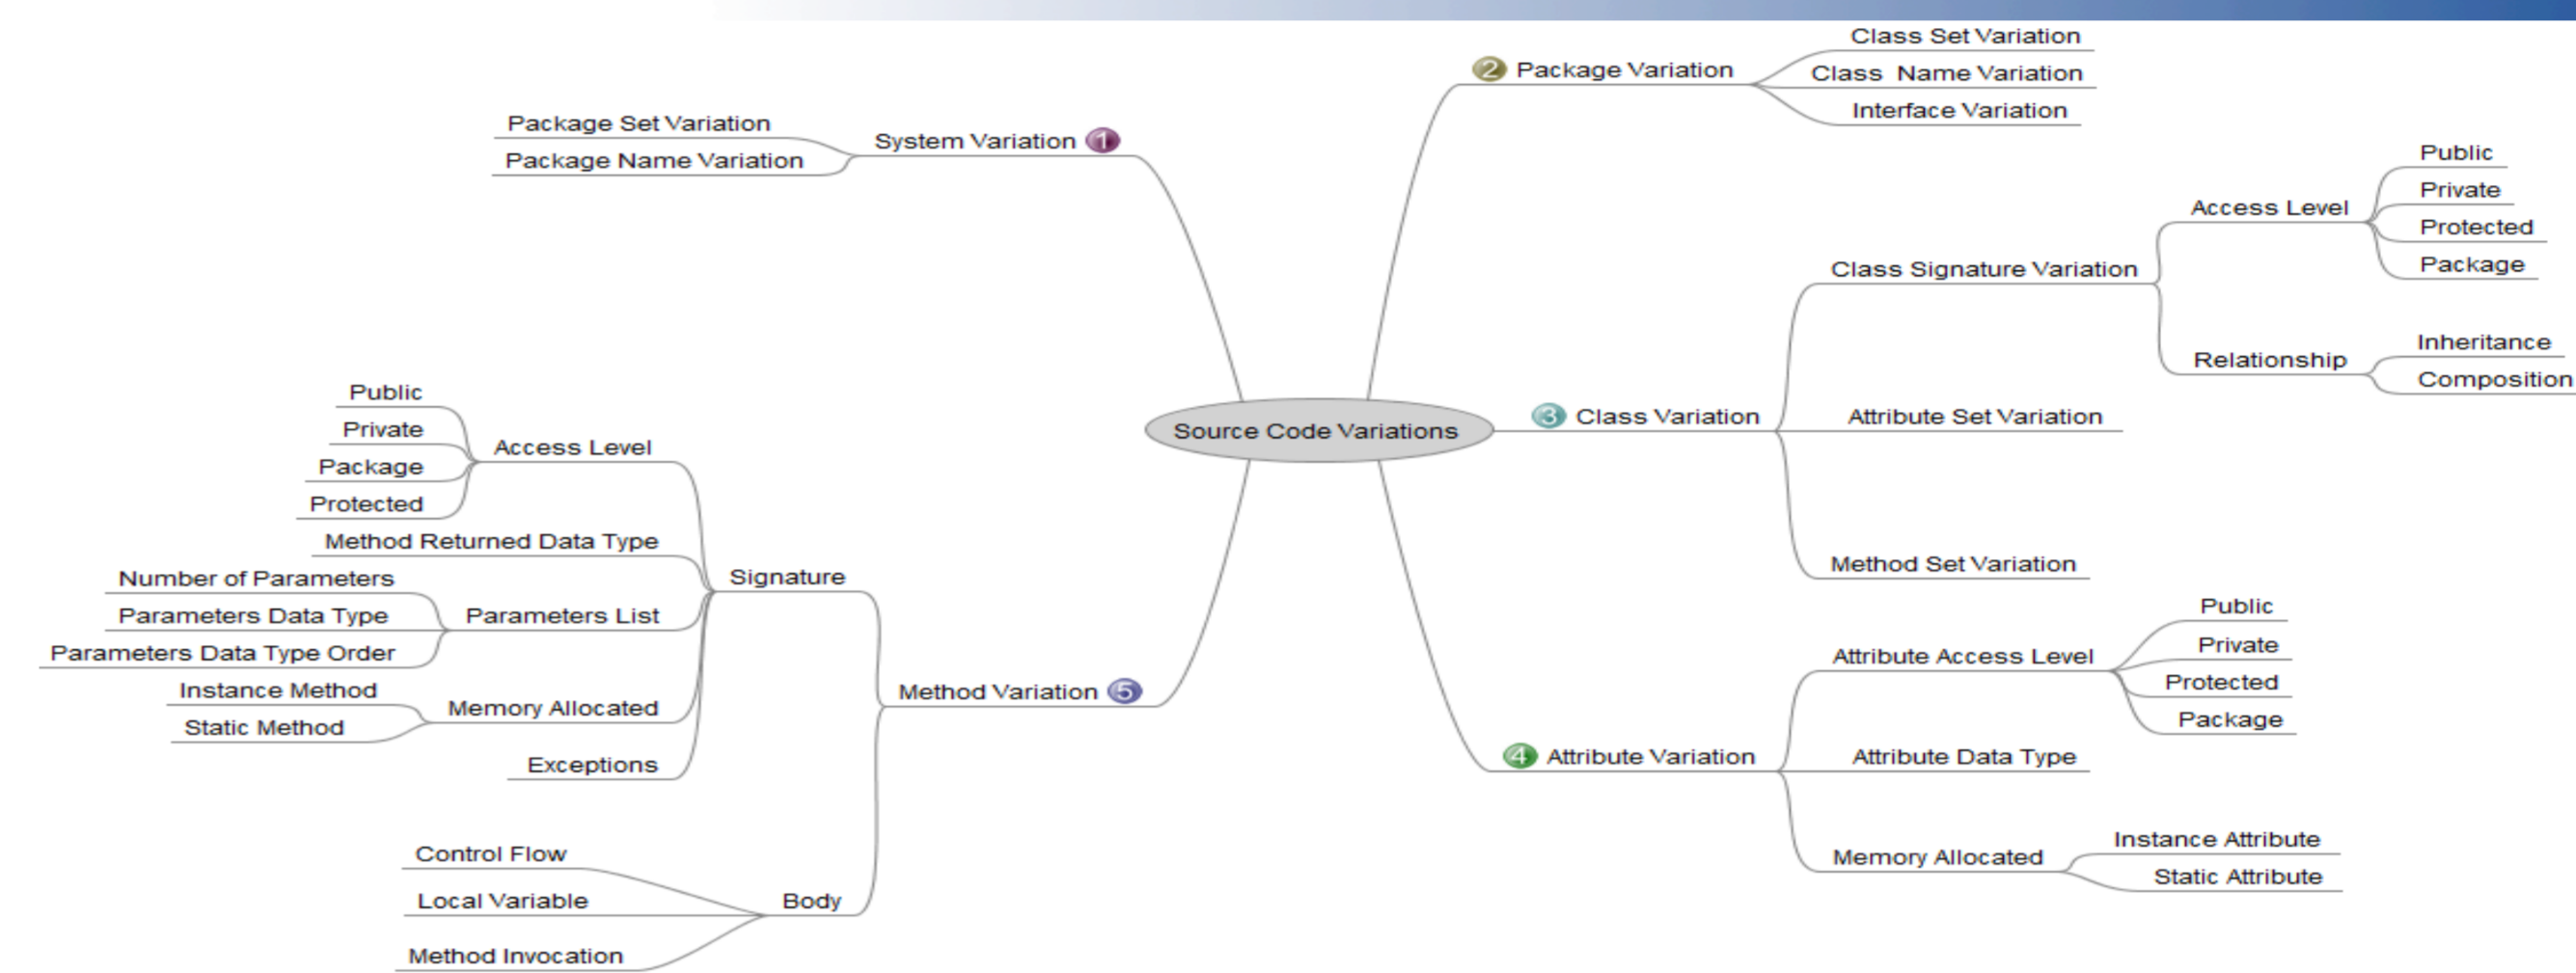 Source Code Variations
1 System Variation
Package Set Variation
Package Name Variation
2 Package Variation
Class Set Variation
Class Name Variation
Interface Variation
3 Class Variation
Class Signature Variation
Access Level
Public
Private
Protected
Package
Relationship
Inheritance
Composition
Attribute Set Variation
Method Set Variation
4 Attribute Variation
Attribute Access Level
Public
Private
Protected
Package
Attribute Data Type
Memory Allocated
Instance Attribute
Static Attribute
Method Variation 5
Signature
Access Level
Public
Private
Package
Protected
Method Returned Data Type
Parameters List
Number of Parameters
Parameters Data Type
Parameters Data Type Order
Memory Allocated
Instance Method
Static Method
Exceptions
Body
Control Flow
Local Variable
Method Invocation